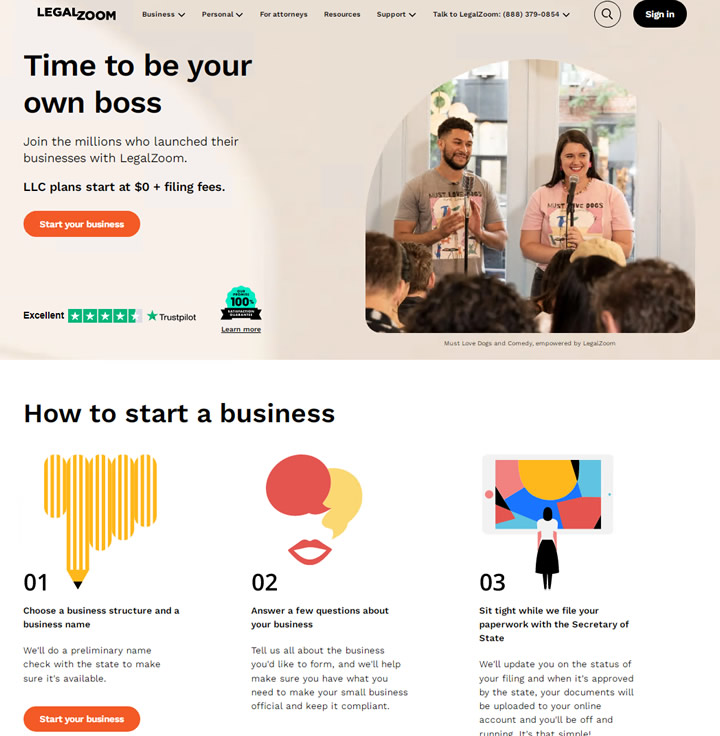 LEGALZOOM
Business
Personal
For attorneys
Resources
Support
Talk to LegalZoom: (888) 379-0854
Sign in
Time to be your
own boss
Join the millions who launched their
businesses with LegalZoom.
LLC plans start at $0 + filing fees.
Start your business
MUST LOVE DOGS
MUST LOVE DOGS
Excellent
Trustpilot
OUR
PROMISE
100%
SATISFACTION
GUARANTEE
Learn more
Must Love Dogs and Comedy, empowered by LegalZoom
How to start a business
01
Choose a business structure and a
business name
We'll do a preliminary name
check with the state to make
sure it's available.
Start your business
02
Answer a few questions about
your business
Tell us all about the business
you'd like to form, and we'll help
make sure you have what you
need to make your small business
official and keep it compliant.
03
Sit tight while we file your
paperwork with the Secretary of
State
We'll update you on the status of
your filing and when it's approved
by the state, your documents will
be uploaded to your online
account and you'll be off and
running. It's that simple!